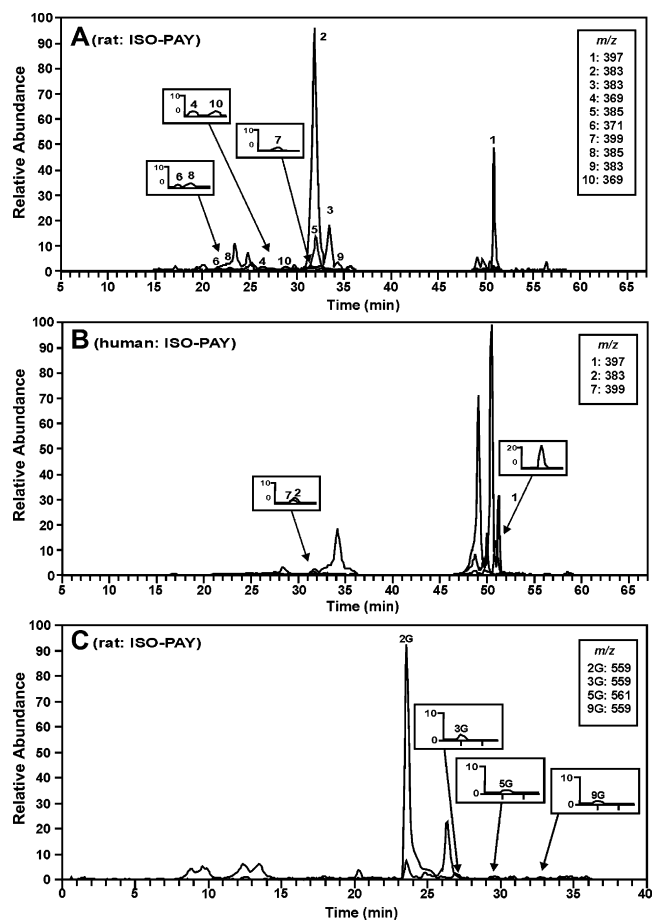 A (rat: ISO-PAY)
Relative Abundance
100
90
80
70
60
50
40
30
20
10
0
m/z
1: 397
2: 383
3: 383
4: 369
5: 385
6: 371
7: 399
8: 385
9: 383
10: 369
10
0
4 10
10
0
7
10
0
6 8
2
1
3
5
6 8 4 10 9
5 10 15 20 25 30 35 40 45 50 55 60 65
Time (min)
B (human: ISO-PAY)
Relative Abundance
100
90
80
70
60
50
40
30
20
10
0
m/z
1: 397
2: 383
7: 399
20
0
10
0
7 2
1
5 10 15 20 25 30 35 40 45 50 55 60 65
Time (min)
C (rat: ISO-PAY)
Relative Abundance
100
90
80
70
60
50
40
30
20
10
0
2G
m/z
2G: 559
3G: 559
5G: 561
9G: 559
10
0
3G
10
0
5G
10
0
9G
0 5 10 15 20 25 30 35 40
Time (min)